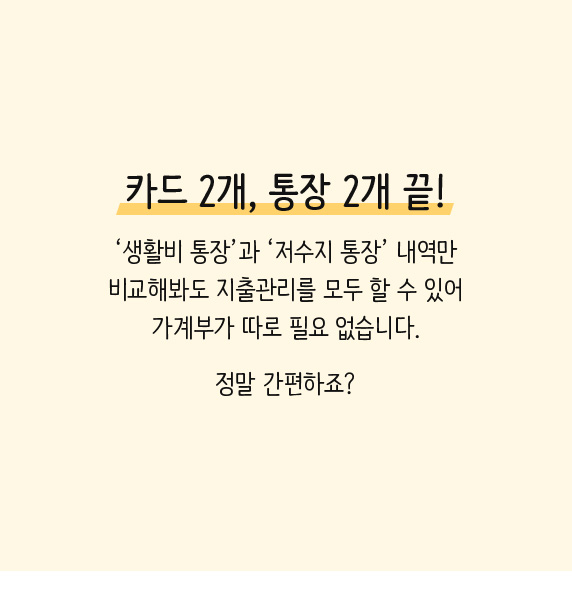 카드 2개, 통장 2개 끝!
‘생활비 통장’과 ‘저수지 통장’ 내역만
비교해봐도 지출관리를 모두 할 수 있어
가계부가 따로 필요 없습니다.
정말 간편하죠?